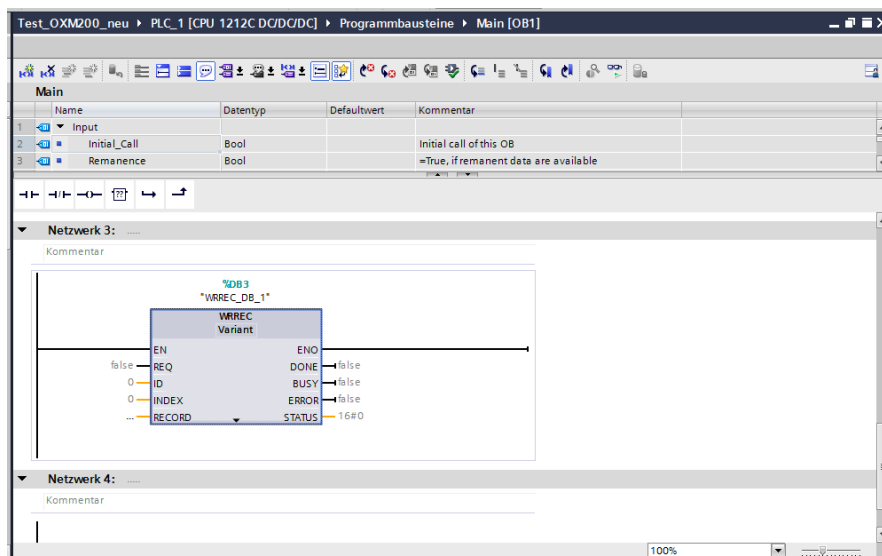 Test_OXM200_neu ▸ PLC_1 [CPU 1212C DC/DC/DC] ▸ Programmbausteine ▸ Main [OB1]
Main
Name Datentyp Defaultwert Kommentar
1 Input
2 Initial_Call Bool Initial call of this OB
3 Remanence Bool =True, if remanent data are available
??
Netzwerk 3: .....
Kommentar
%DB3
"WRREC_DB_1"
WRREC
Variant
EN ENO
false REQ DONE false
0 ID BUSY false
0 INDEX ERROR false
... RECORD STATUS 16#0
Netzwerk 4: .....
Kommentar
100%